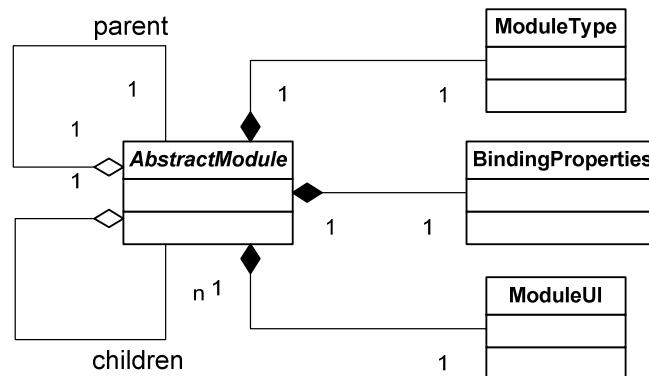 parent
ModuleType
1
1
1
1
AbstractModule
BindingProperties
1
1
1
n
1
ModuleUI
children
1